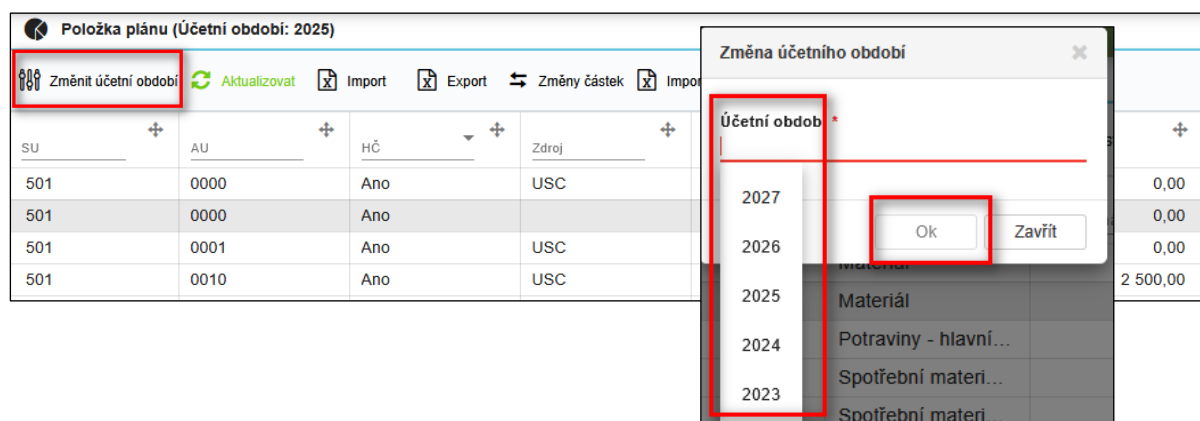 Položka plánu (Účetní období: 2025)
Změnit účetní období Aktualizovat Import Export Změny částek
SU AU HČ Zdroj
501 0000 Ano USC 0,00
501 0000 Ano 0,00
501 0001 Ano USC 0,00
501 0010 Ano USC 2 500,00
Změna účetního období
Účetní obdob *
2027
2026
2025
2024
2023
Ok Zavřít
Materiál
Materiál
Potraviny - hlavní...
Spotřební materi...
Spotřební materi...